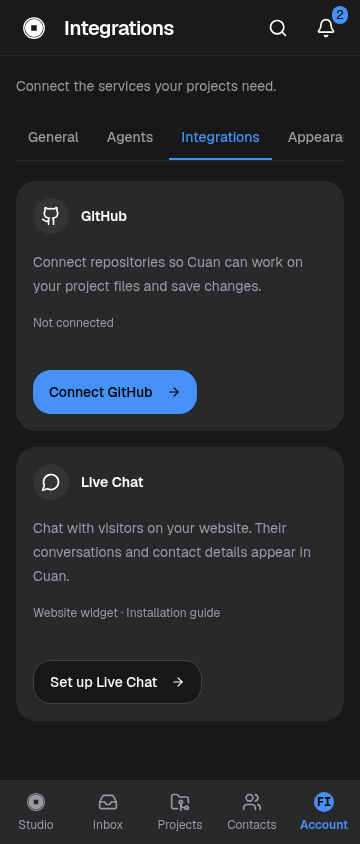 Integrations
2
Connect the services your projects need.
General Agents Integrations Appeara
GitHub
Connect repositories so Cuan can work on
your project files and save changes.
Not connected
Connect GitHub →
Live Chat
Chat with visitors on your website. Their
conversations and contact details appear in
Cuan.
Website widget · Installation guide
Set up Live Chat →
FI
Studio Inbox Projects Contacts Account